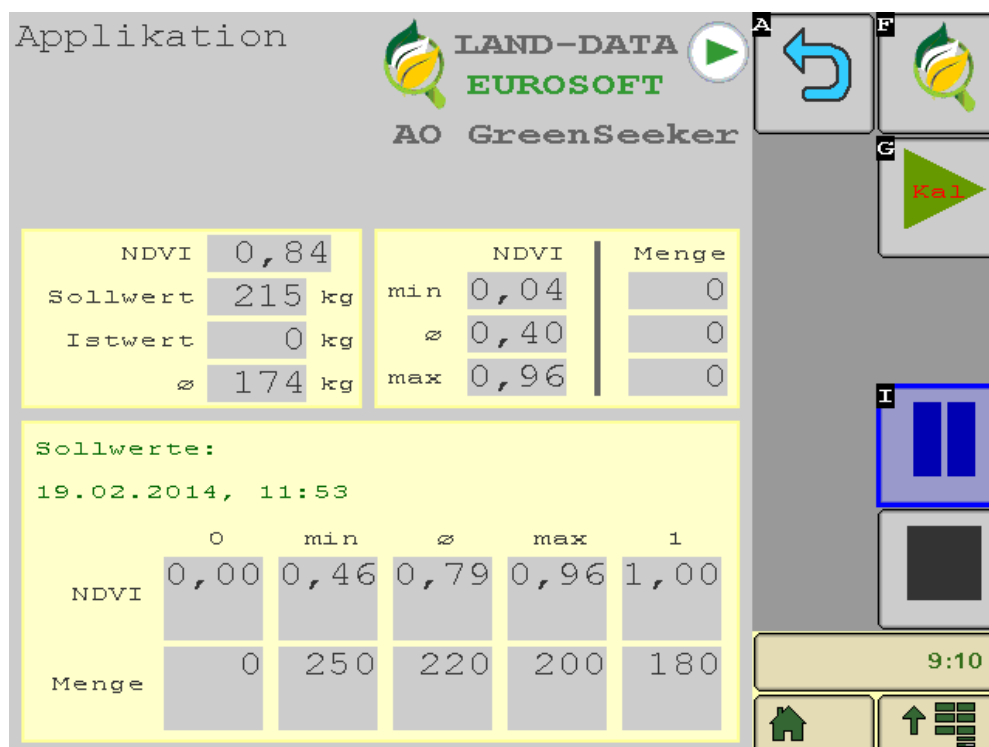 Applikation
LAND-DATA
EUROSOFT
AO GreenSeeker
A
F
G
Kal
NDVI 0,84
Sollwert 215 kg
Istwert 0 kg
ø 174 kg
NDVI Menge
min 0,04 0
ø 0,40 0
max 0,96 0
I
Sollwerte:
19.02.2014, 11:53
0 min ø max 1
NDVI 0,00 0,46 0,79 0,96 1,00
Menge 0 250 220 200 180
9:10